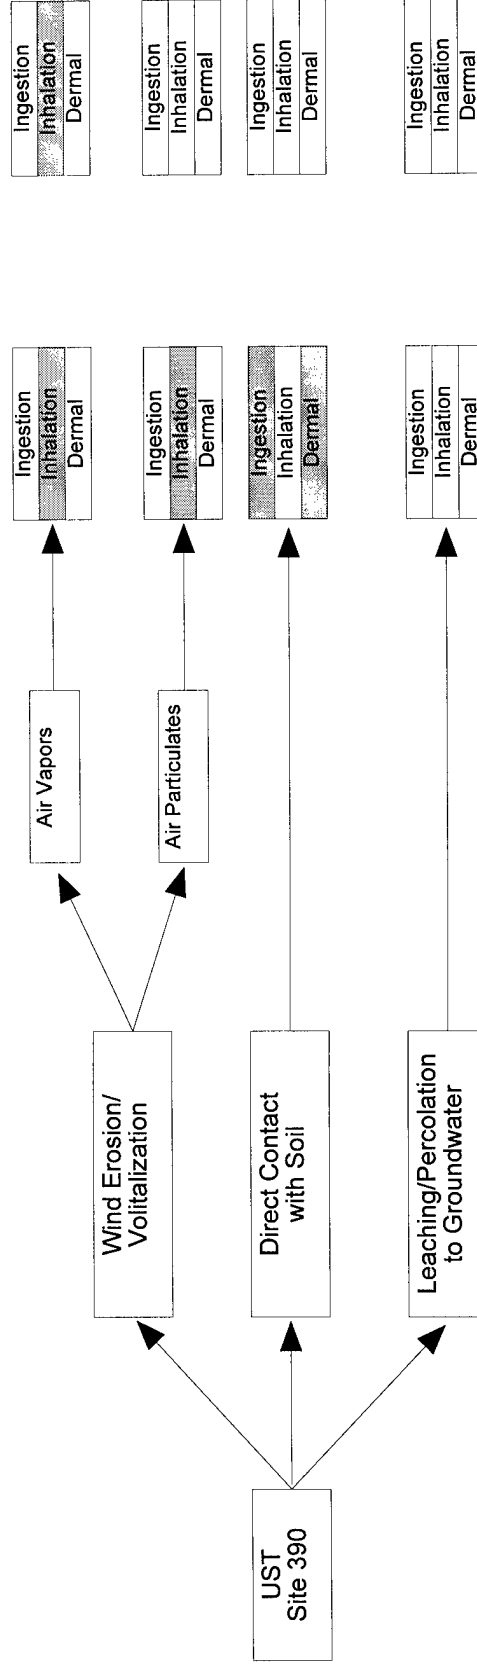 UST
Site 390
Wind Erosion/
Volitalization
Direct Contact
with Soil
Leaching/Percolation
to Groundwater
Air Vapors
Air Particulates
Ingestion
Inhalation
Dermal
Ingestion
Inhalation
Dermal
Ingestion
Inhalation
Dermal
Ingestion
Inhalation
Dermal
Ingestion
Inhalation
Dermal
Ingestion
Inhalation
Dermal
Ingestion
Inhalation
Dermal
Ingestion
Inhalation
Dermal